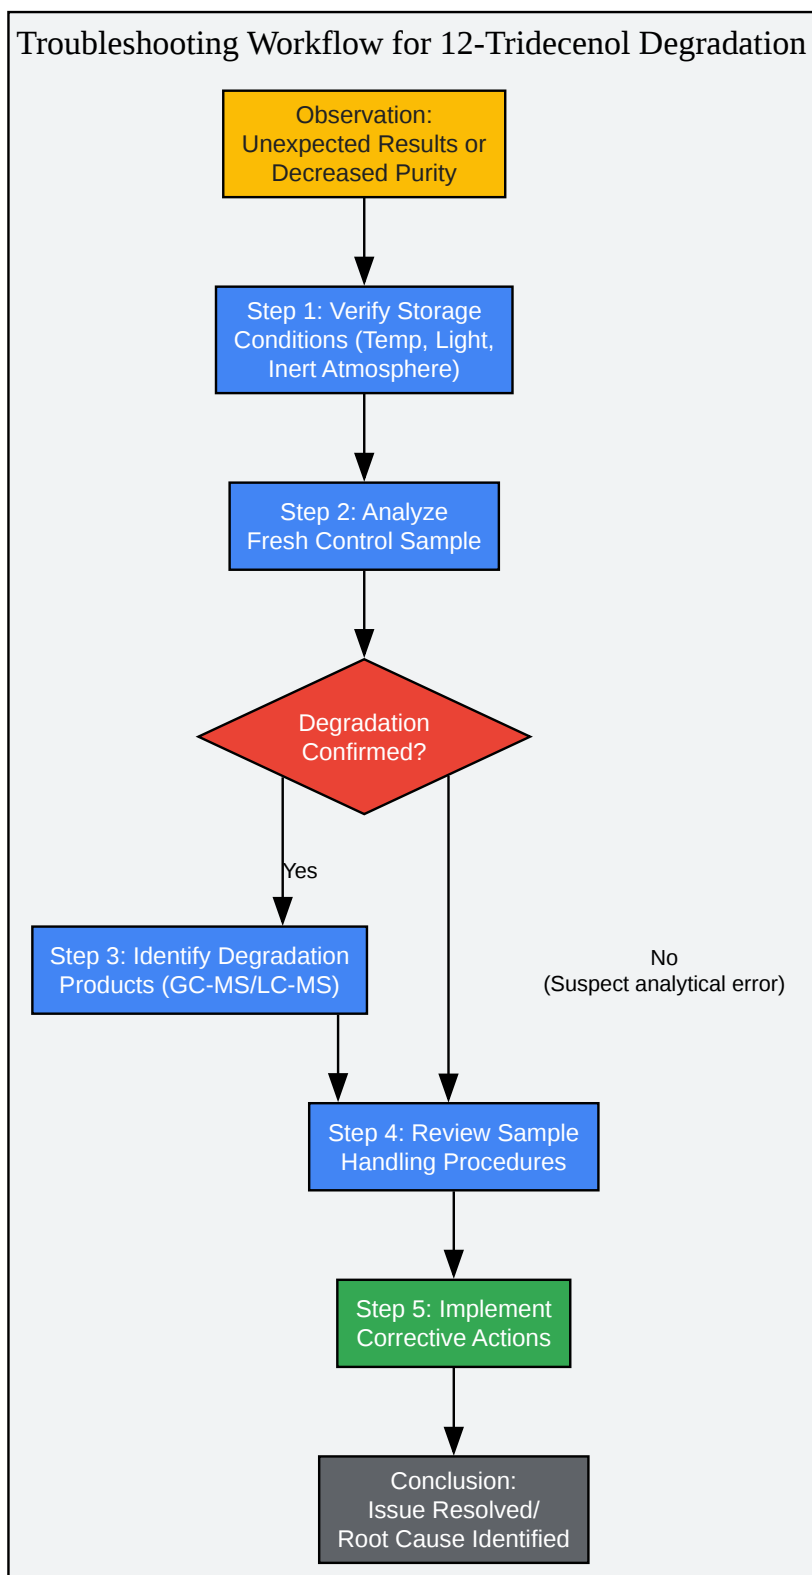 Troubleshooting Workflow for 12-Tridecenol Degradation
Observation:
Unexpected Results or
Decreased Purity
Step 1: Verify Storage
Conditions (Temp, Light,
Inert Atmosphere)
Step 2: Analyze
Fresh Control Sample
Degradation
Confirmed?
Yes
Step 3: Identify Degradation
Products (GC-MS/LC-MS)
No
(Suspect analytical error)
Step 4: Review Sample
Handling Procedures
Step 5: Implement
Corrective Actions
Conclusion:
Issue Resolved/
Root Cause Identified